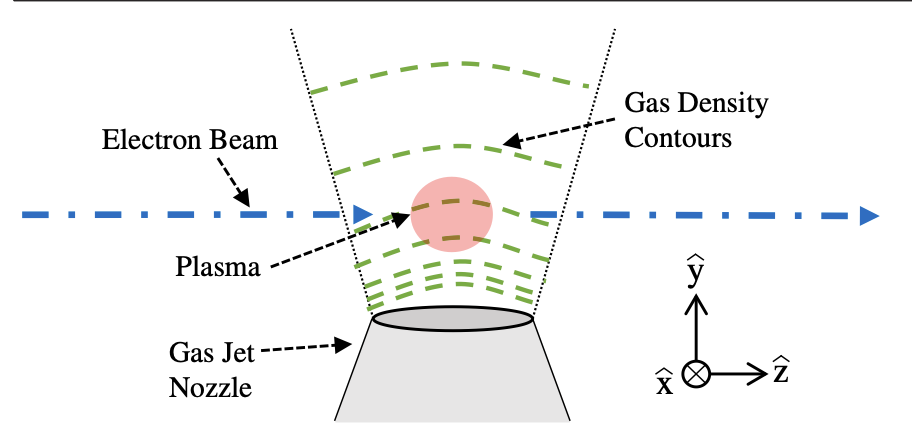 Gas Density
Contours
Electron Beam
Plasma
Gas Jet
Nozzle
ŷ
x̂
ẑ